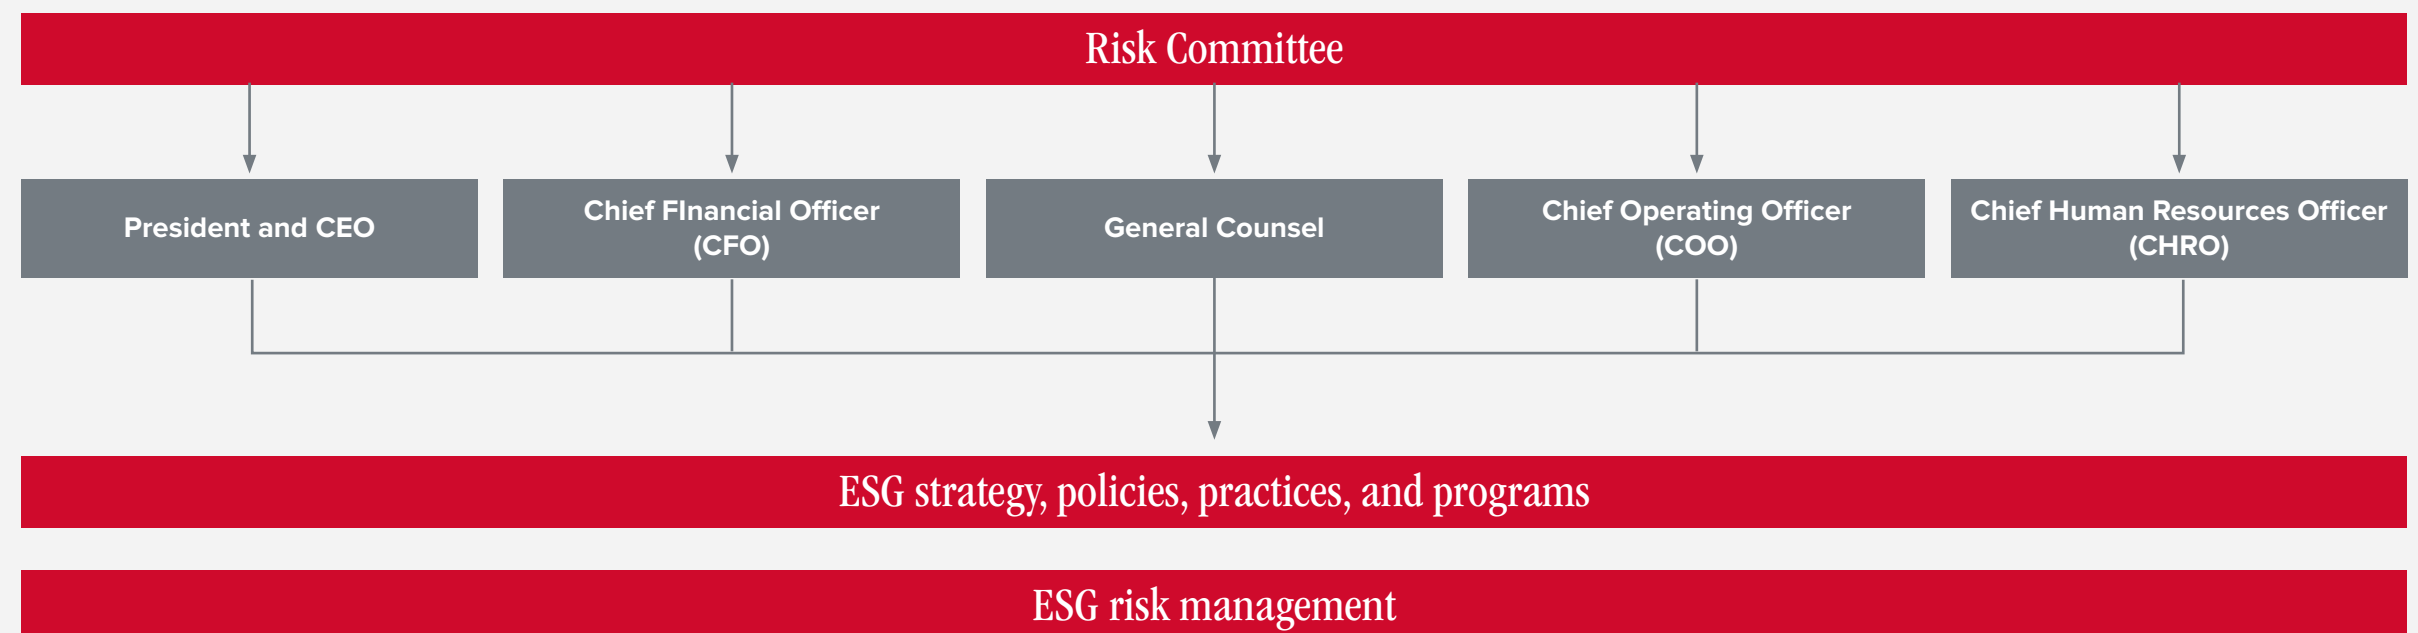 Risk Committee
President and CEO
Chief FInancial Officer
(CFO)
General Counsel
Chief Operating Officer
(COO)
Chief Human Resources Officer
(CHRO)
ESG strategy, policies, practices, and programs
ESG risk management